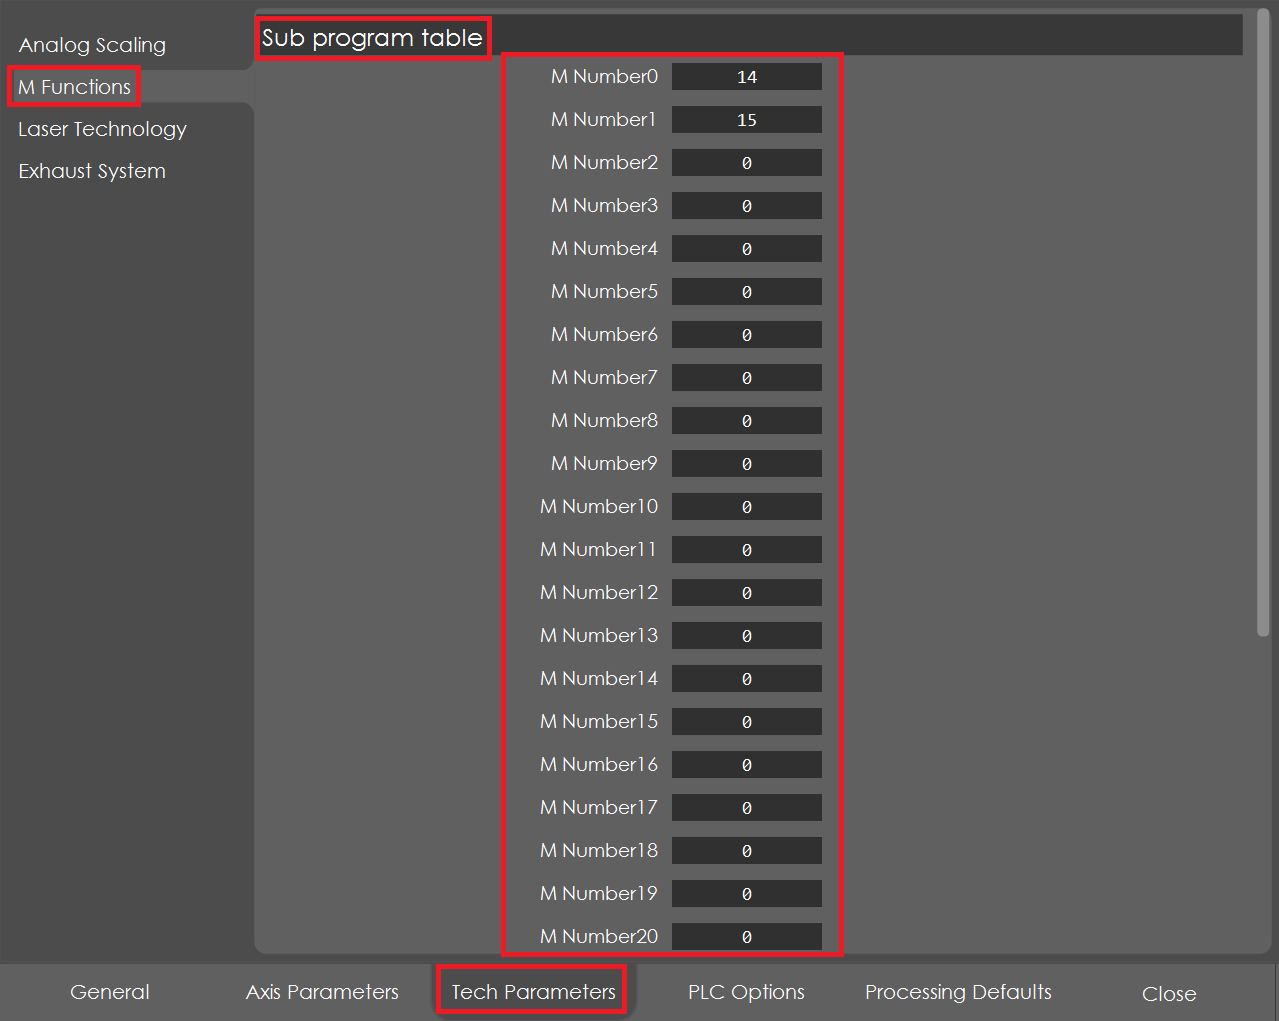 Analog Scaling
M Functions
Laser Technology
Exhaust System
Sub program table
M Number0 14
M Number1 15
M Number2 0
M Number3 0
M Number4 0
M Number5 0
M Number6 0
M Number7 0
M Number8 0
M Number9 0
M Number10 0
M Number11 0
M Number12 0
M Number13 0
M Number14 0
M Number15 0
M Number16 0
M Number17 0
M Number18 0
M Number19 0
M Number20 0
General Axis Parameters Tech Parameters PLC Options Processing Defaults Close